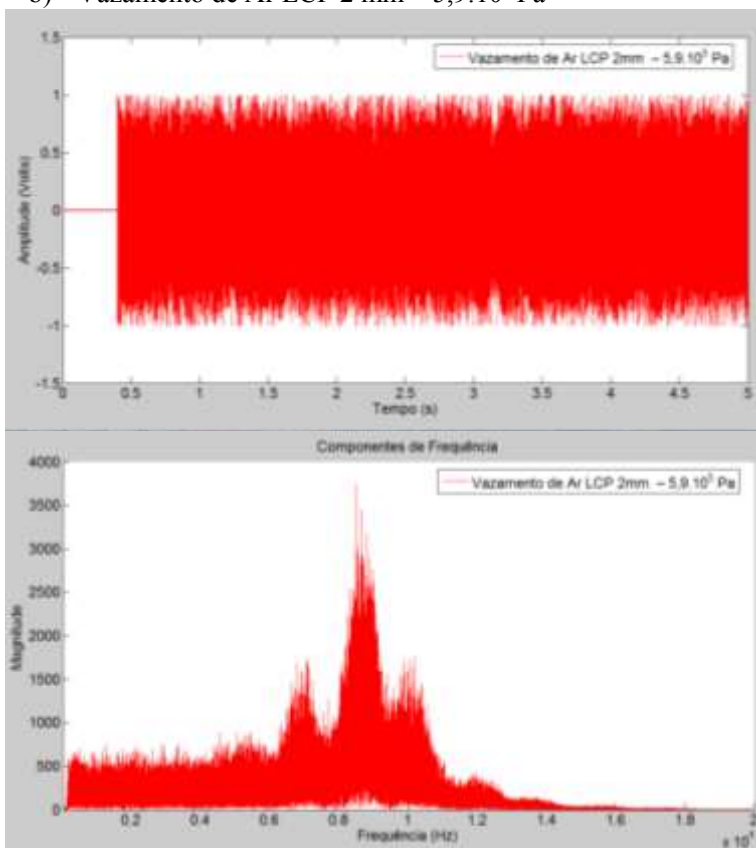 b) Vazamento de Ar LCP 2 mm – 5,9.10⁵ Pa
1.5
1
0.5
0
-0.5
-1
-1.5
Amplitude (Volts)
Vazamento de Ar LCP 2mm – 5,9.10⁵ Pa
0 0.5 1 1.5 2 2.5 3 3.5 4 4.5 5
Tempo (s)
Componentes de Frequência
4000
3500
3000
2500
2000
1500
1000
500
0
Magnitude
Vazamento de Ar LCP 2mm – 5,9.10⁵ Pa
0.2 0.4 0.6 0.8 1 1.2 1.4 1.6 1.8 2
Frequência (Hz)